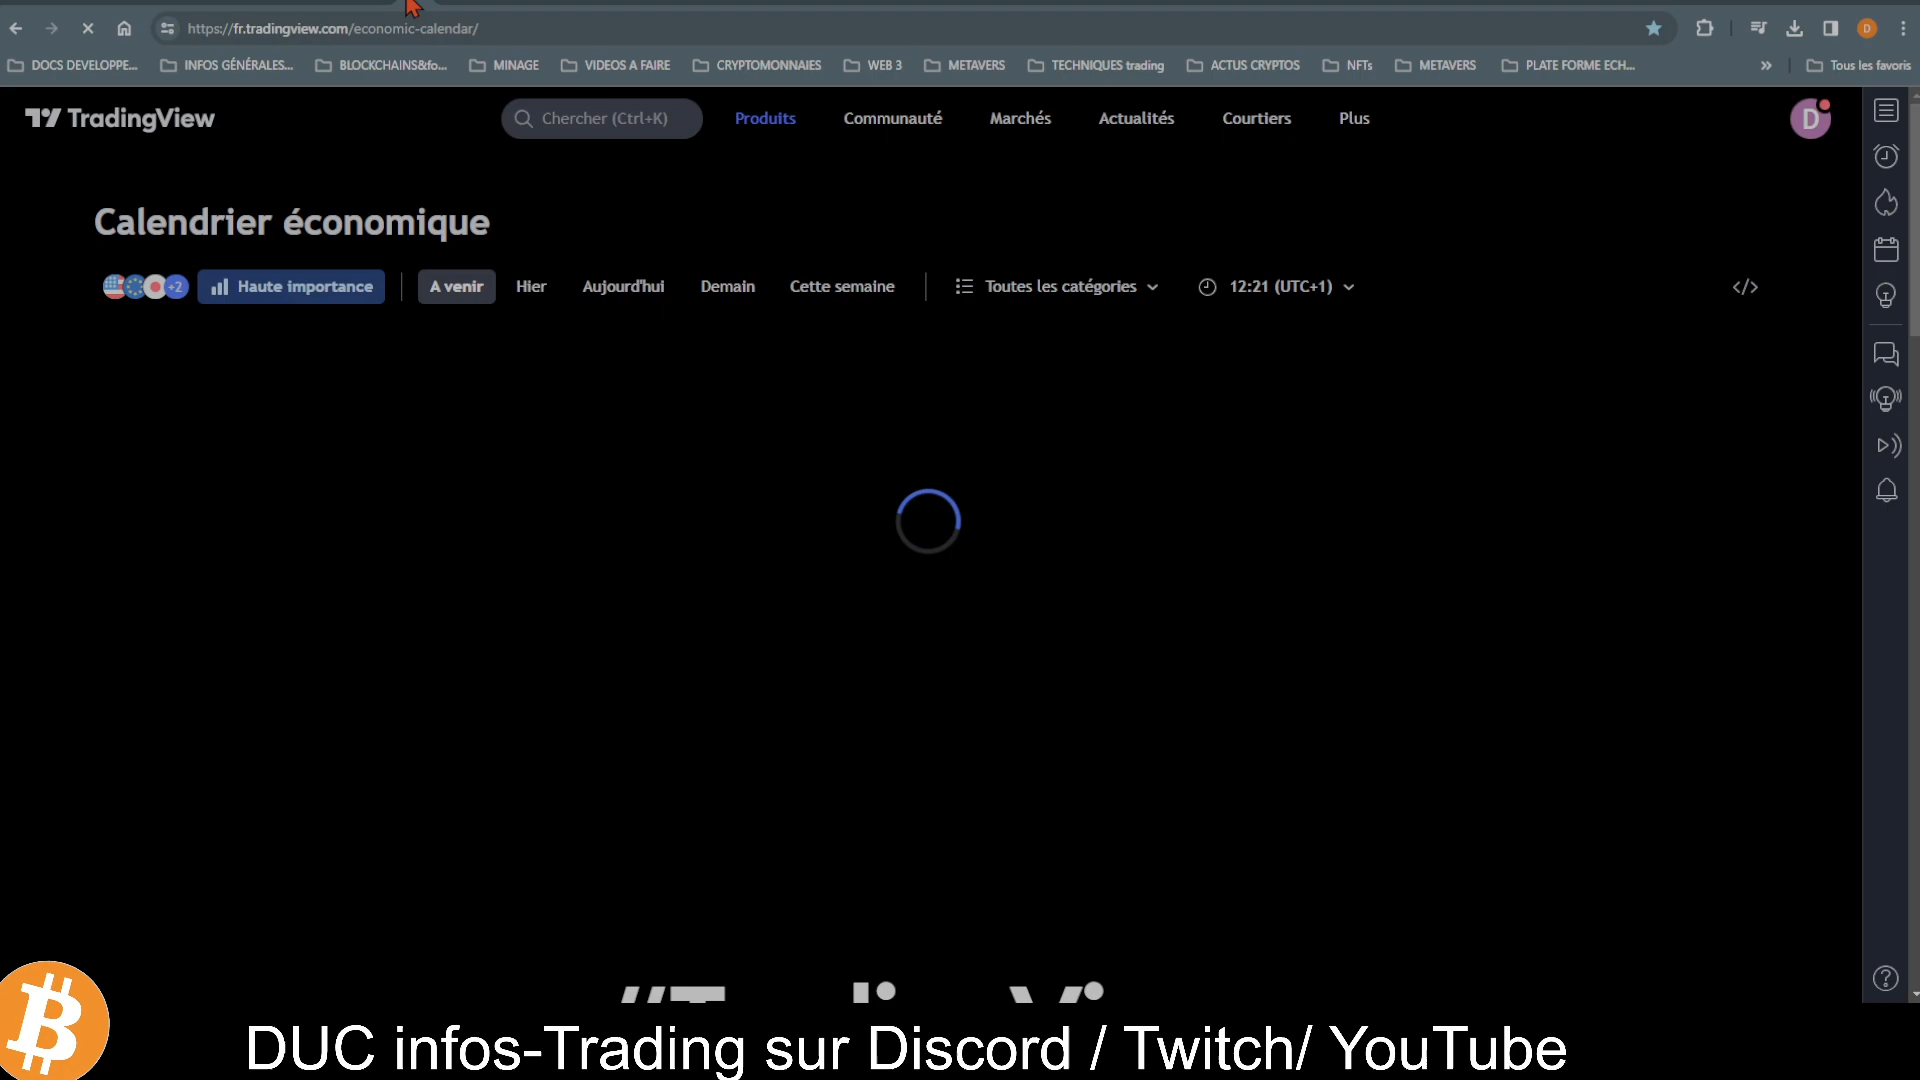 https://fr.tradingview.com/economic-calendar/
D
DOCS DEVELOPPE... INFOS GÉNÉRALES... BLOCKCHAINS&fo... MINAGE VIDEOS A FAIRE CRYPTOMONNAIES WEB 3 METAVERS TECHNIQUES trading ACTUS CRYPTOS NFTs METAVERS PLATE FORME ECH... » Tous les favoris
TradingView Chercher (Ctrl+K) Produits Communauté Marchés Actualités Courtiers Plus D
Calendrier économique
+2 Haute importance A venir Hier Aujourd'hui Demain Cette semaine Toutes les catégories 12:21 (UTC+1) </>
DUC infos-Trading sur Discord / Twitch/ YouTube